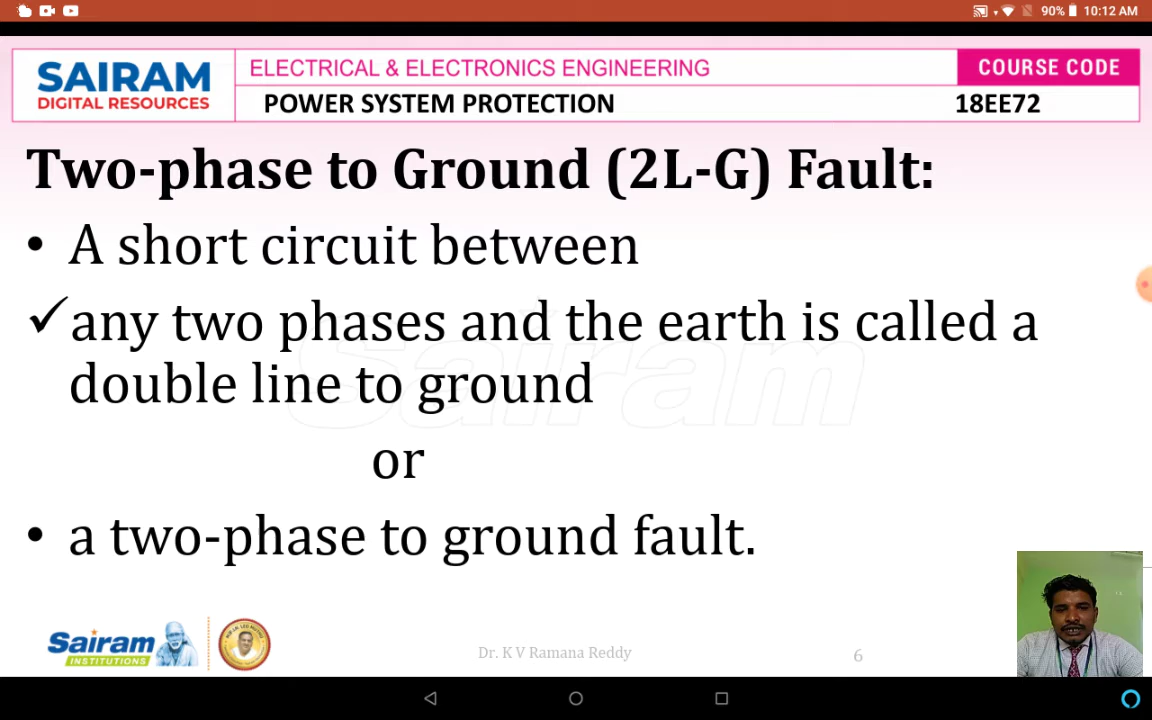 90% 10:12 AM
SAIRAM
DIGITAL RESOURCES
ELECTRICAL & ELECTRONICS ENGINEERING
COURSE CODE
POWER SYSTEM PROTECTION
18EE72
Two-phase to Ground (2L-G) Fault:
• A short circuit between
✓any two phases and the earth is called a
double line to ground
or
• a two-phase to ground fault.
Sairam
Sairam
INSTITUTIONS
Dr. K V Ramana Reddy
6